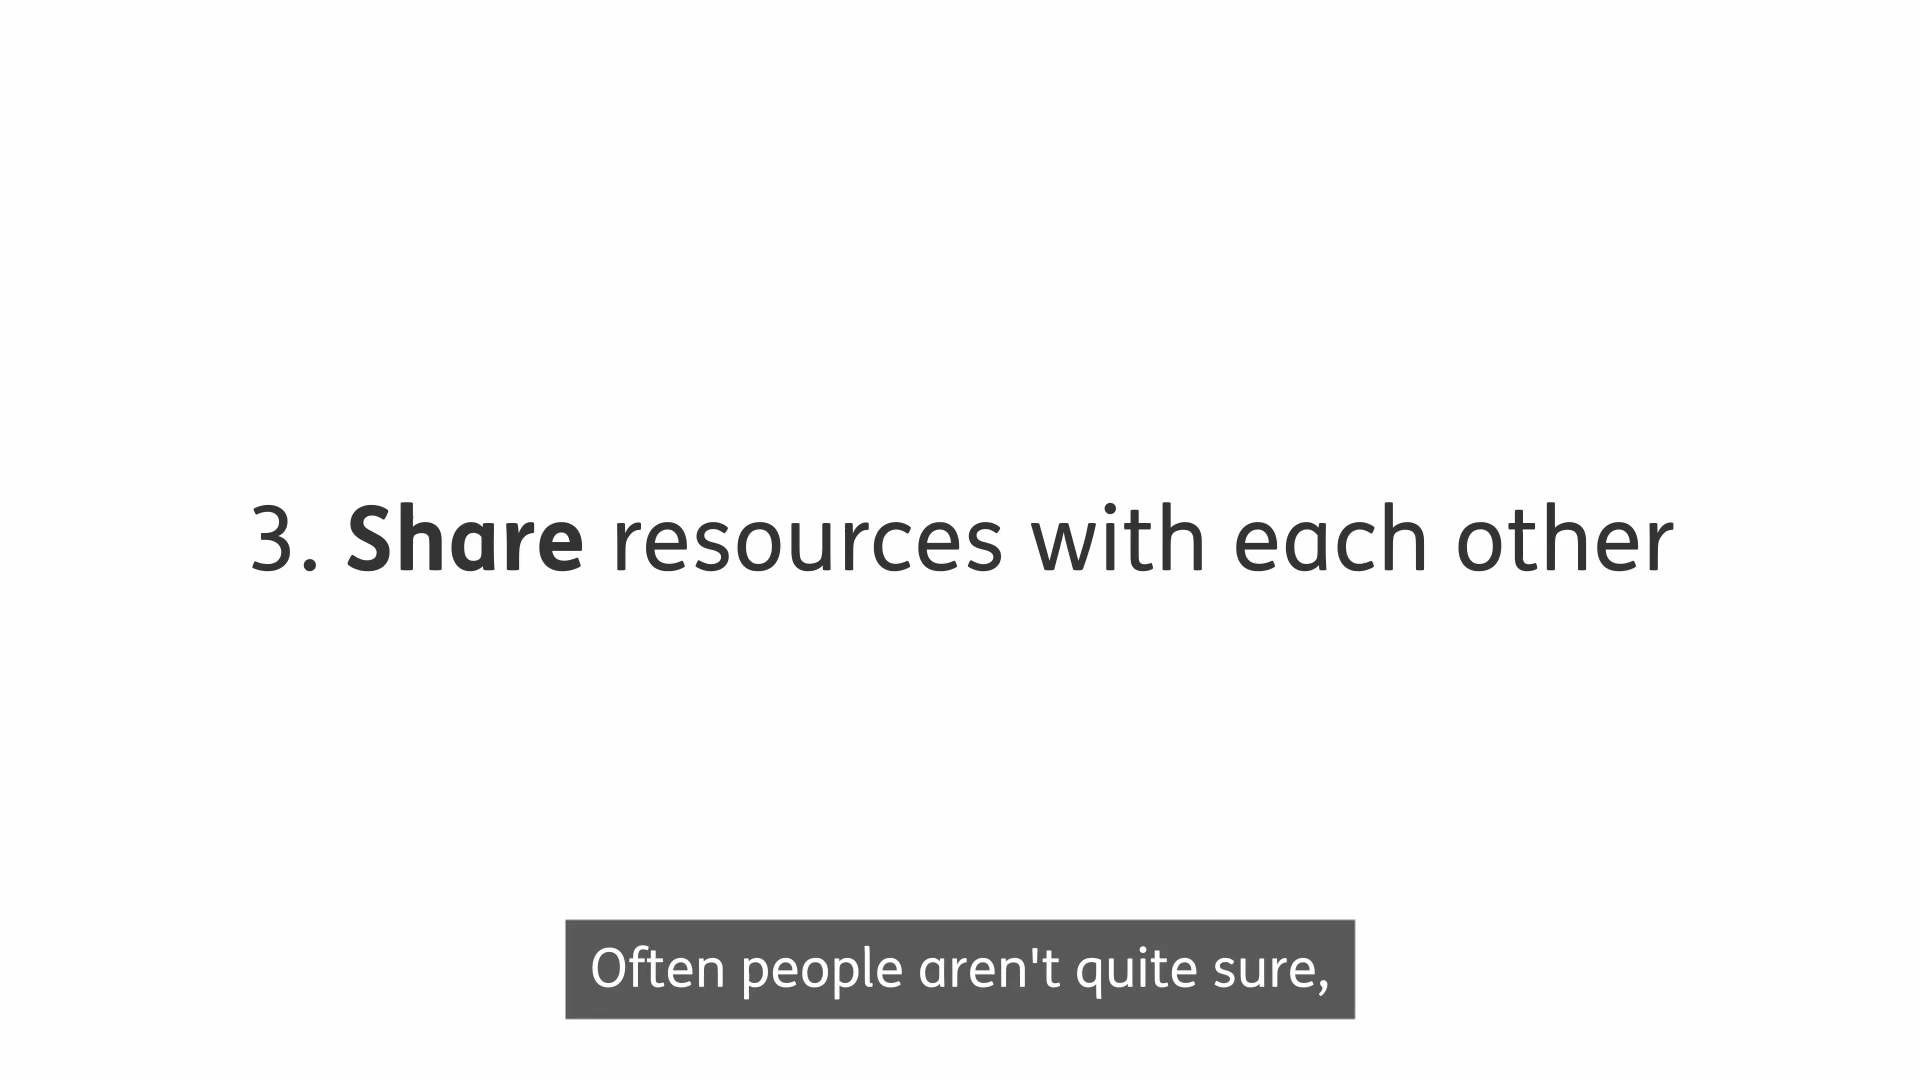 3. Share resources with each other
Often people aren't quite sure,